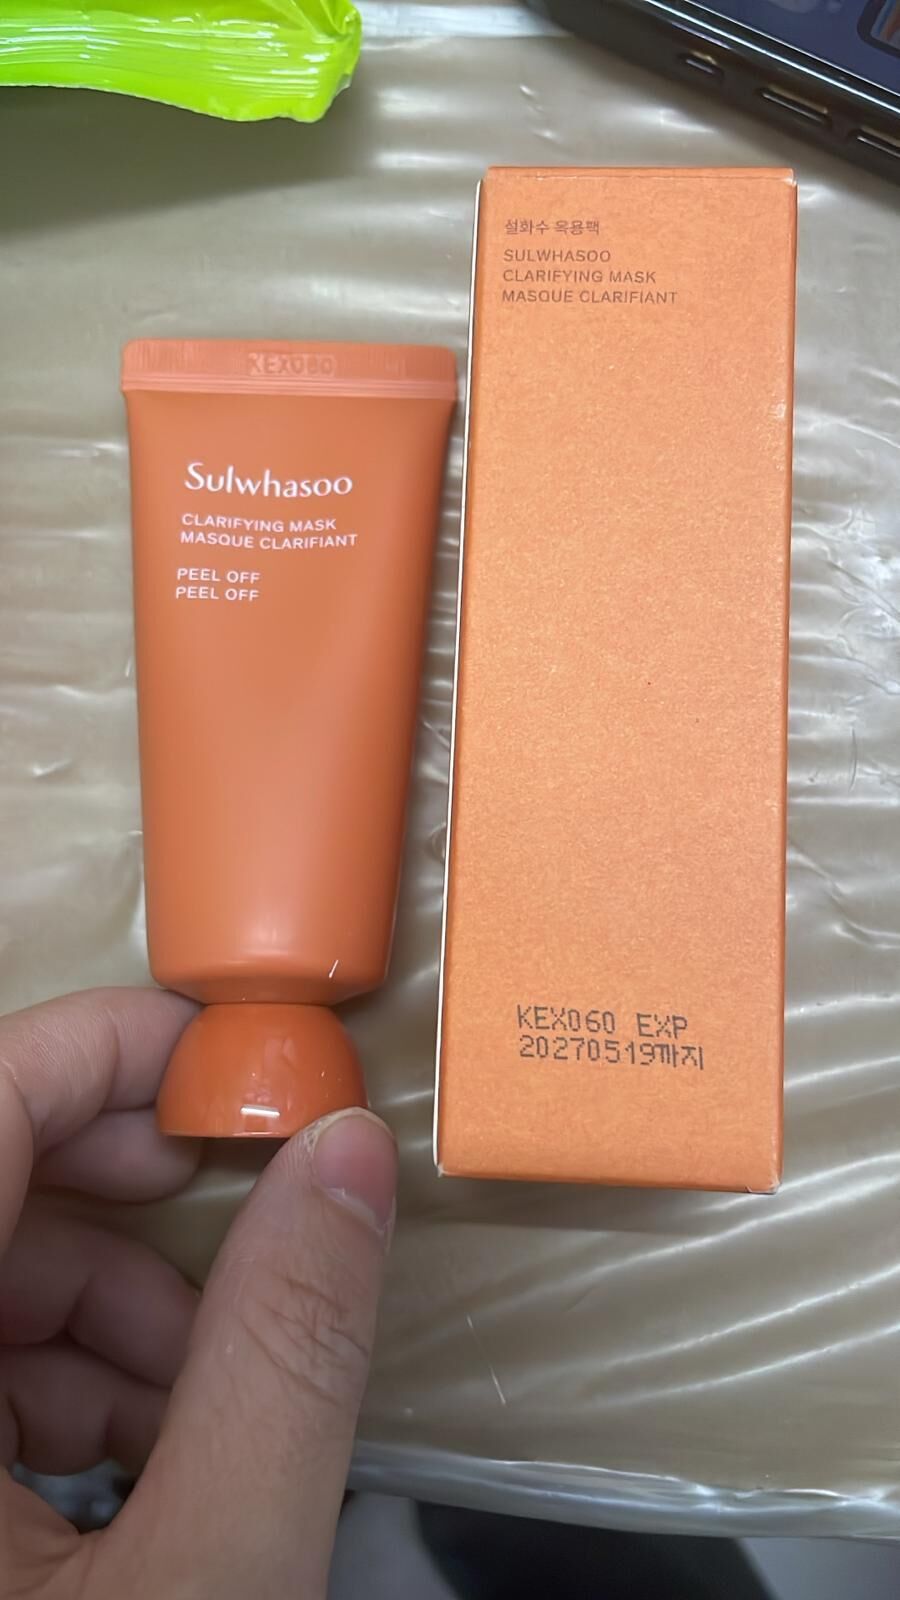 KEX060
Sulwhasoo
CLARIFYING MASK
MASQUE CLARIFIANT
PEEL OFF
PEEL OFF
설화수 옥용팩
SULWHASOO
CLARIFYING MASK
MASQUE CLARIFIANT
KEX060 EXP
20270519까지